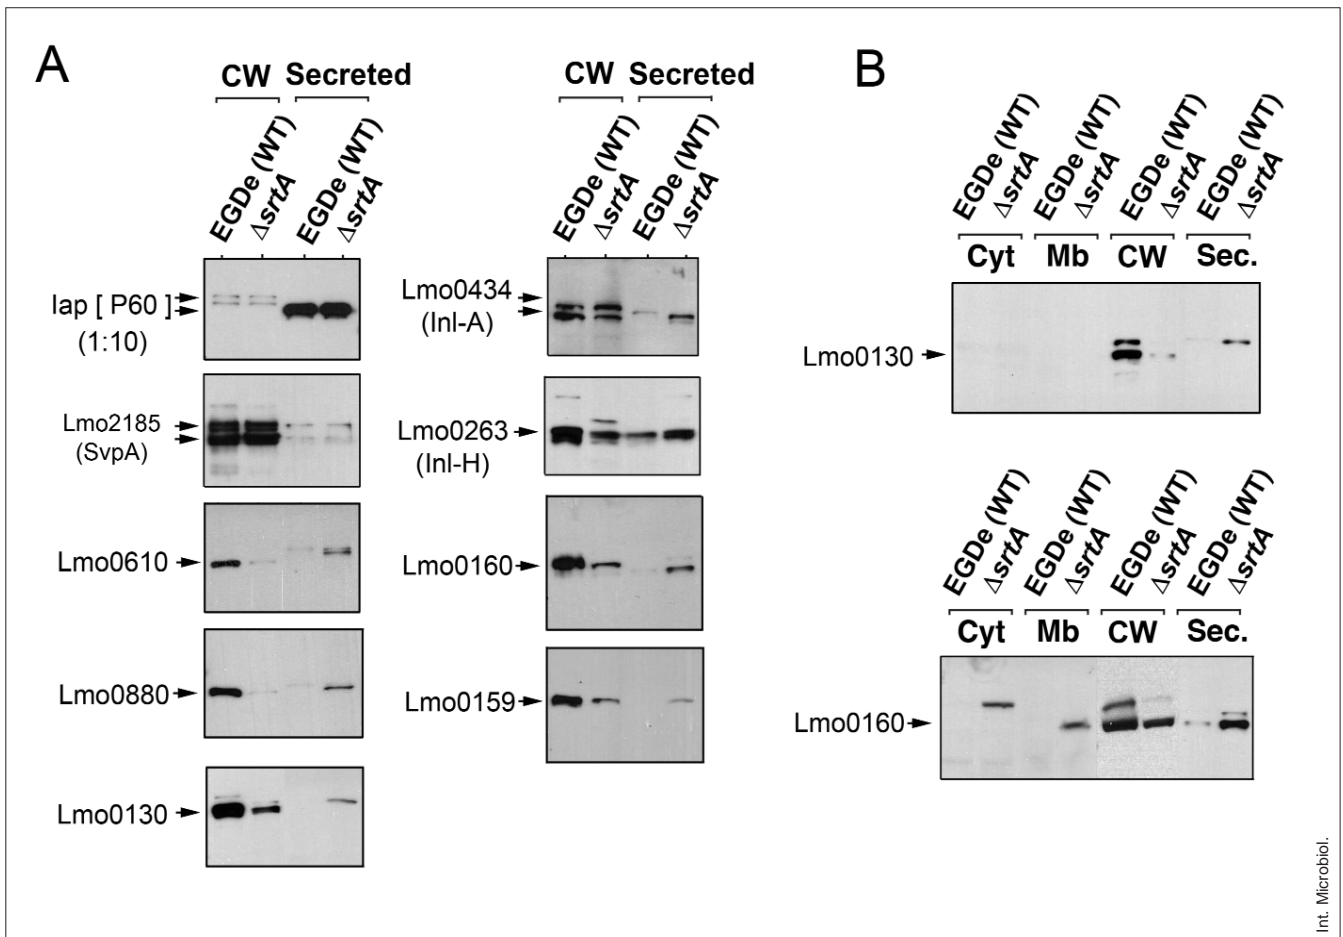 A
CW Secreted
EGDe (WT)
ΔsrtA
EGDe (WT)
ΔsrtA
Iap [ P60 ]
(1:10)
Lmo2185
(SvpA)
Lmo0610
Lmo0880
Lmo0130
CW Secreted
EGDe (WT)
ΔsrtA
EGDe (WT)
ΔsrtA
Lmo0434
(Inl-A)
Lmo0263
(Inl-H)
Lmo0160
Lmo0159
B
EGDe (WT)
ΔsrtA
EGDe (WT)
ΔsrtA
EGDe (WT)
ΔsrtA
EGDe (WT)
ΔsrtA
Cyt Mb CW Sec.
Lmo0130
EGDe (WT)
ΔsrtA
EGDe (WT)
ΔsrtA
EGDe (WT)
ΔsrtA
EGDe (WT)
ΔsrtA
Cyt Mb CW Sec.
Lmo0160
Int. Microbiol.